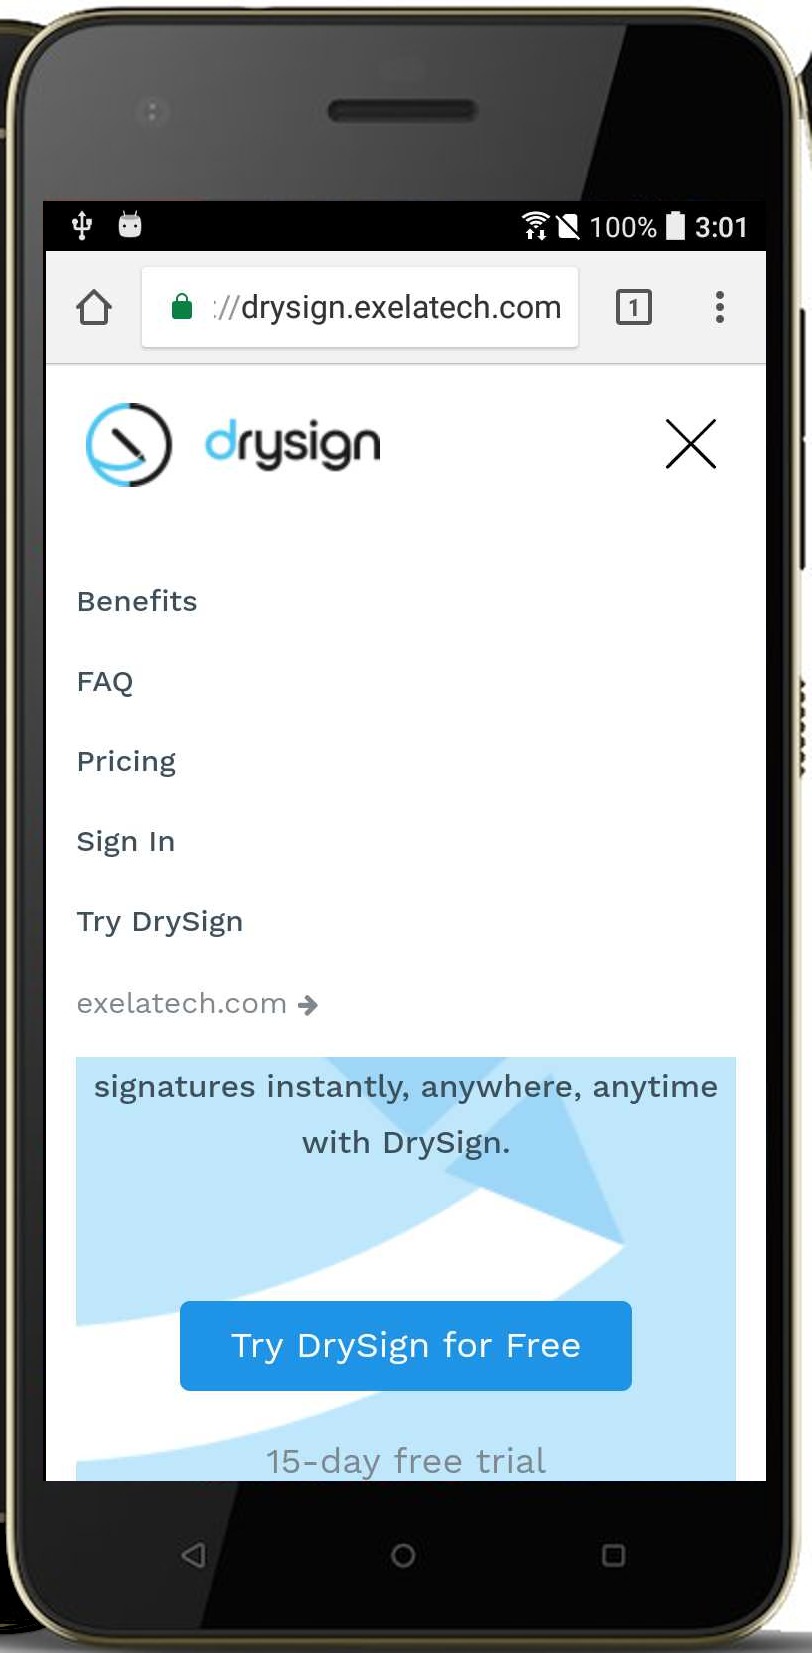 100% 3:01
://drysign.exelatech.com 1
drysign
Benefits
FAQ
Pricing
Sign In
Try DrySign
exelatech.com
signatures instantly, anywhere, anytime
with DrySign.
Try DrySign for Free
15-day free trial